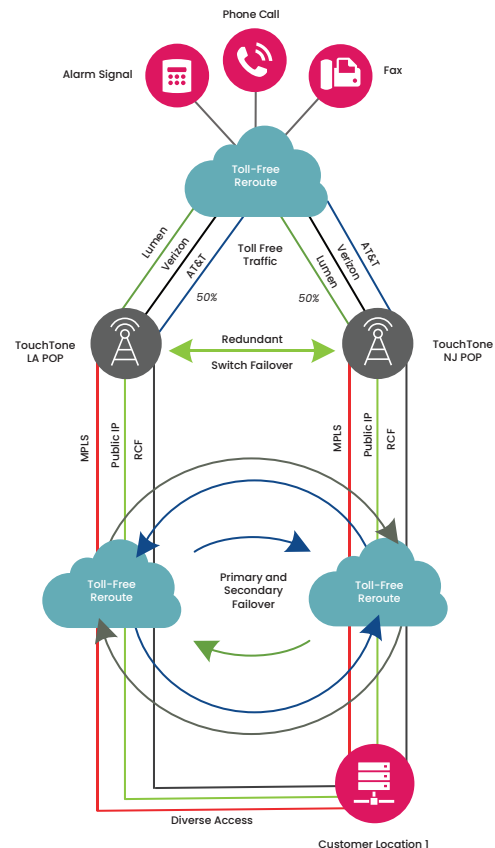 Phone Call
Alarm Signal
Fax
Toll-Free
Reroute
Lumen
Verizon
AT&T
Toll Free
Traffic
Lumen
Verizon
AT&T
50%
50%
TouchTone
LA POP
Redundant
Switch Failover
TouchTone
NJ POP
MPLS
Public IP
RCF
MPLS
Public IP
RCF
Toll-Free
Reroute
Primary and
Secondary
Failover
Toll-Free
Reroute
Diverse Access
Customer Location 1